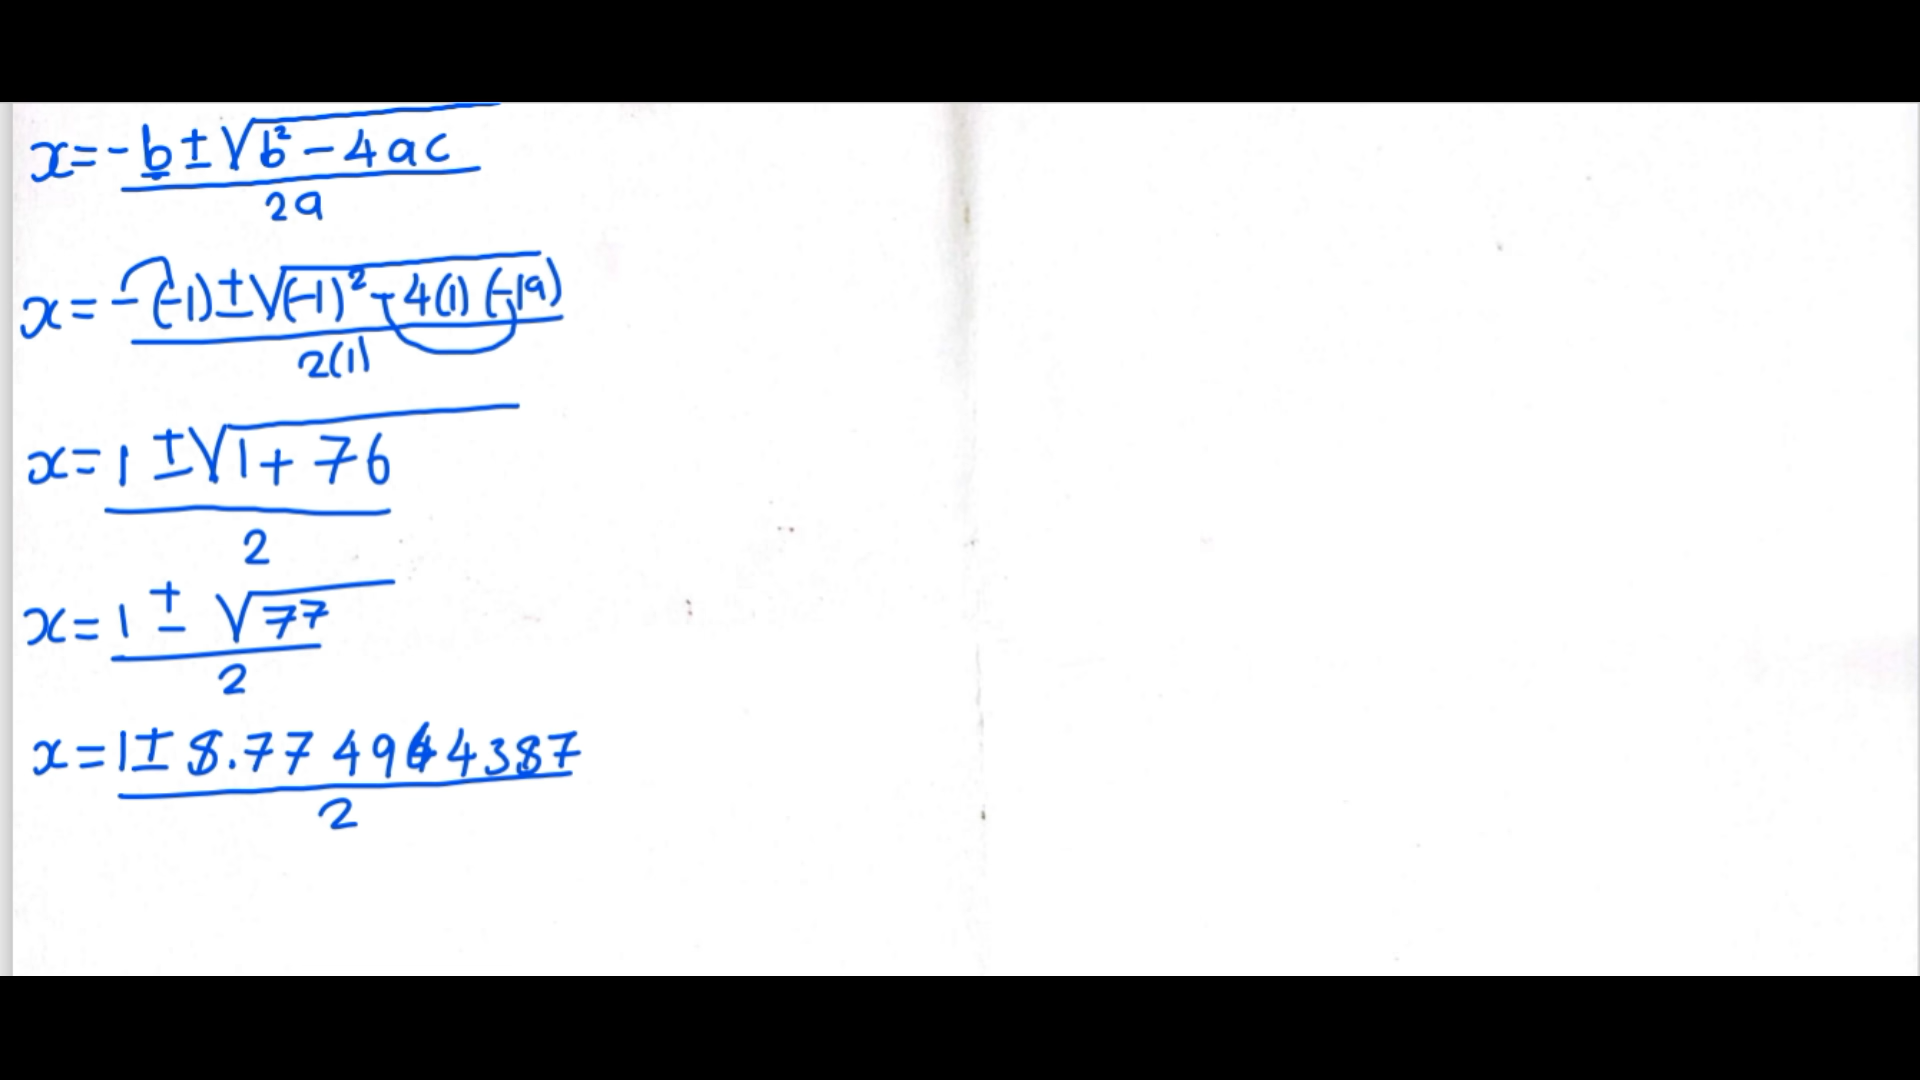 x = -b ± √b² - 4ac / 2a
x = -(-1) ± √(-1)² - 4(1)(-19) / 2(1)
x = 1 ± √1 + 76 / 2
x = 1 ± √77 / 2
x = 1 ± 8.774964387 / 2